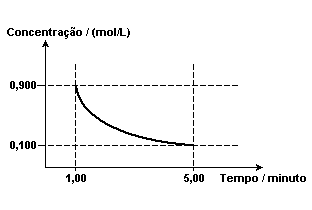 Concentração / (mol/L)
0,900
0,100
1,00
5,00
Tempo / minuto